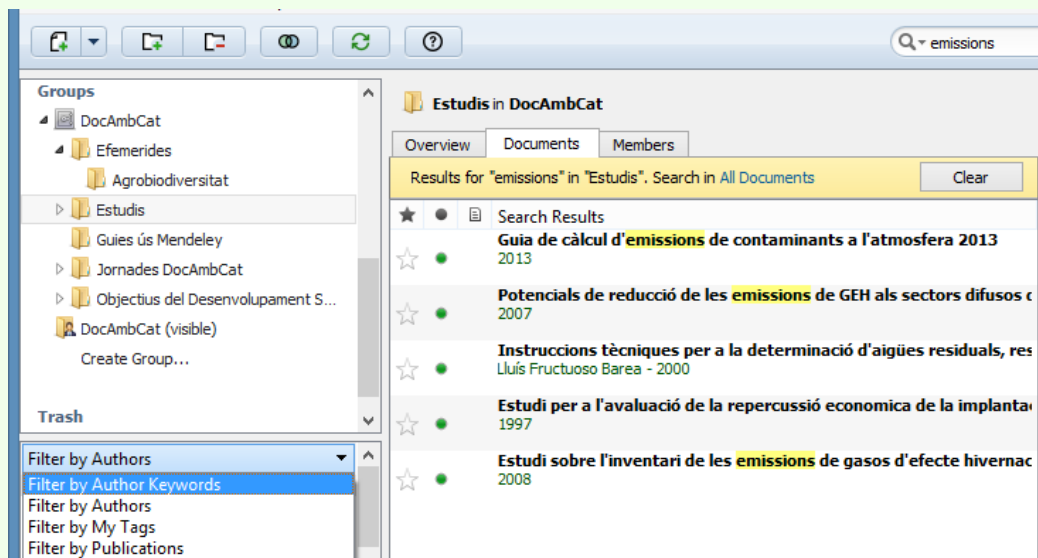 emissions
Groups
DocAmbCat
Efemerides
Agrobiodiversitat
Estudis
Guies ús Mendeley
Jornades DocAmbCat
Objectius del Desenvolupament S...
DocAmbCat (visible)
Create Group...
Trash
Filter by Authors
Filter by Author Keywords
Filter by Authors
Filter by My Tags
Filter by Publications
Estudis in DocAmbCat
Overview Documents Members
Results for "emissions" in "Estudis". Search in All Documents Clear
Search Results
Guia de càlcul d'emissions de contaminants a l'atmosfera 2013
2013
Potencials de reducció de les emissions de GEH als sectors difusos
2007
Instruccions tècniques per a la determinació d'aigües residuals, res
Lluís Fructuoso Barea - 2000
Estudi per a l'avaluació de la repercussió economica de la implanta
1997
Estudi sobre l'inventari de les emissions de gasos d'efecte hivernac
2008